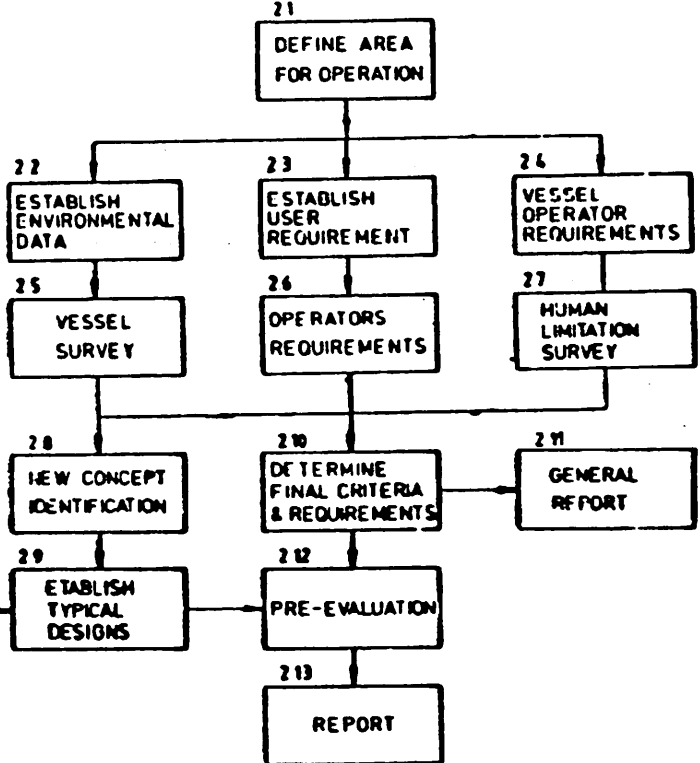 21
DEFINE AREA
FOR OPERATION
22
ESTABLISH
ENVIRONMENTAL
DATA
23
ESTABLISH
USER
REQUIREMENT
24
VESSEL
OPERATOR
REQUIREMENTS
25
VESSEL
SURVEY
26
OPERATORS
REQUIREMENTS
27
HUMAN
LIMITATION
SURVEY
28
NEW CONCEPT
IDENTIFICATION
210
DETERMINE
FINAL CRITERIA
& REQUIREMENTS
211
GENERAL
REPORT
29
ETABLISH
TYPICAL
DESIGNS
212
PRE-EVALUATION
213
REPORT